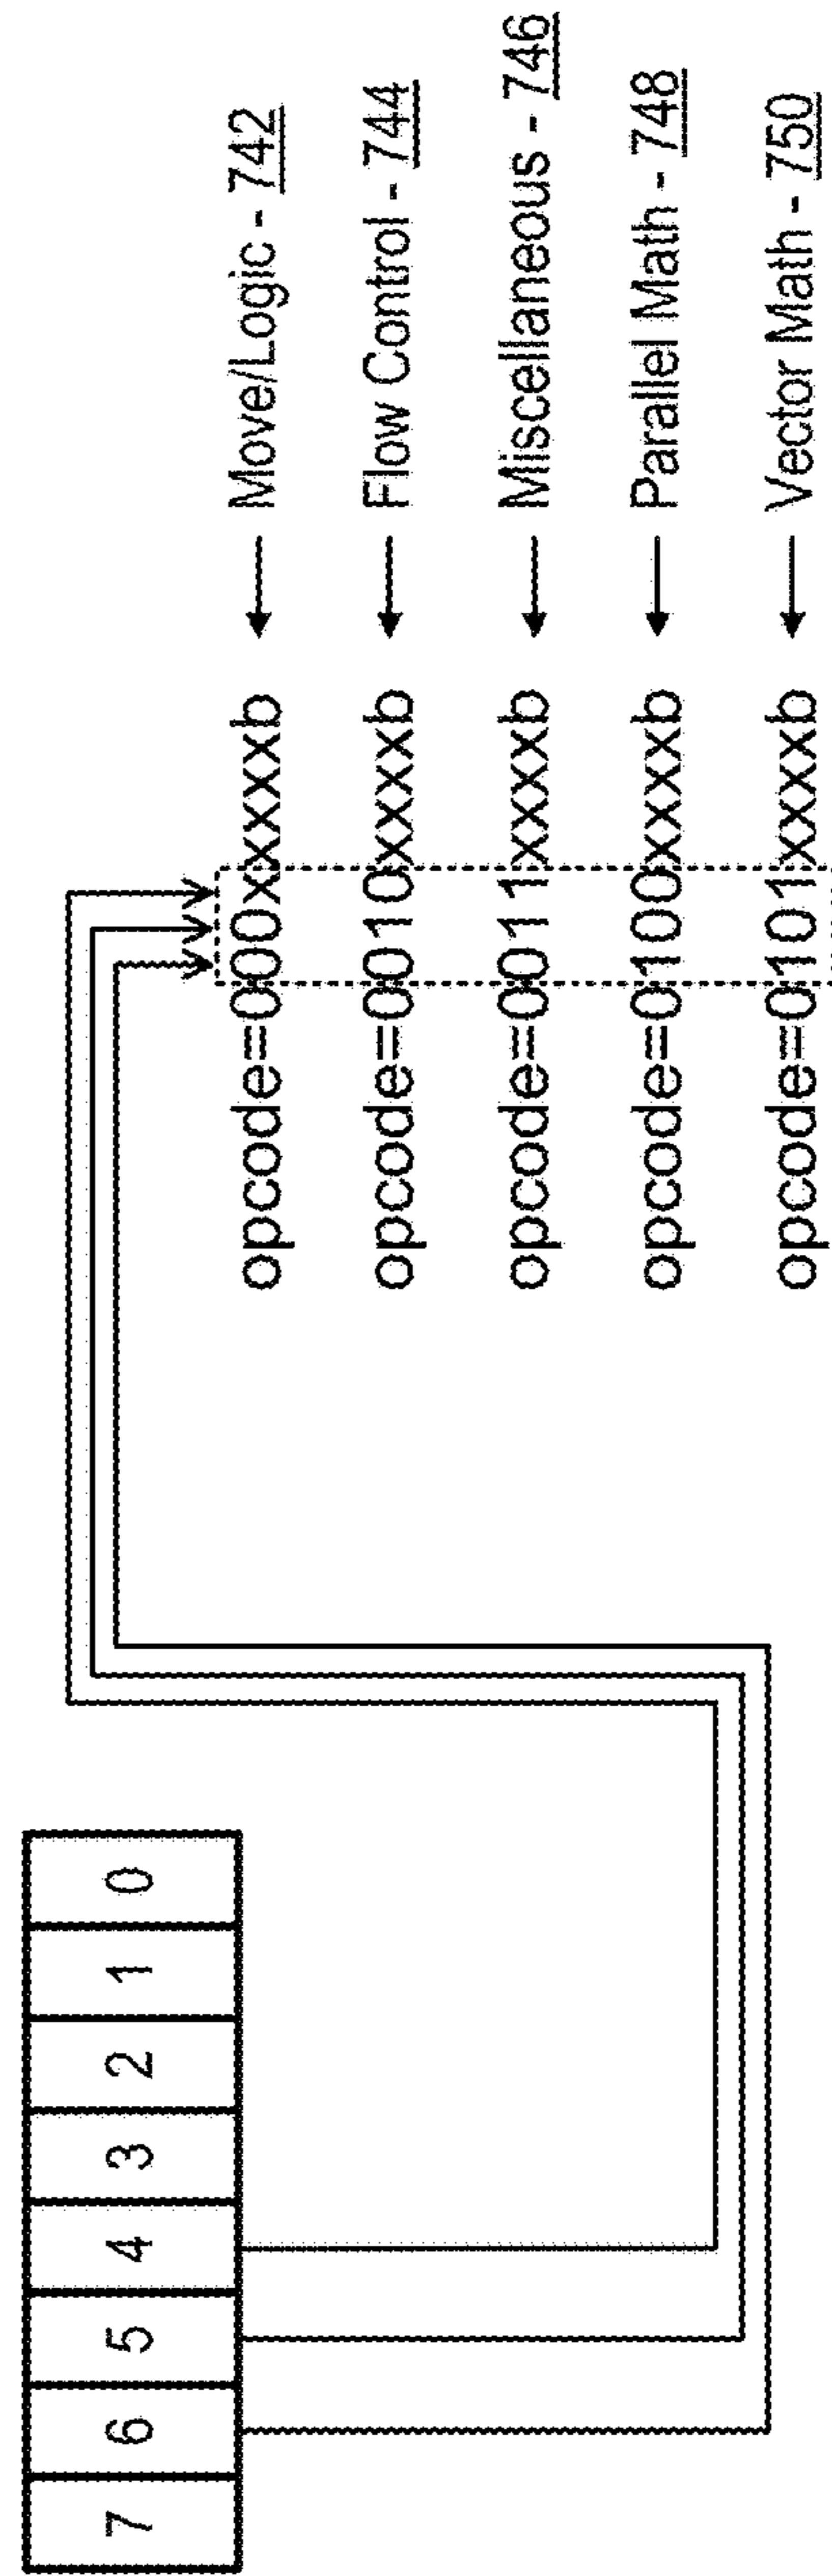 7 6 5 4 3 2 1 0
opcode=000xxxxxb ← Move/Logic - 742
opcode=0010xxxxb ← Flow Control - 744
opcode=0011xxxxb ← Miscellaneous - 746
opcode=0100xxxxb ← Parallel Math - 748
opcode=0101xxxxb ← Vector Math - 750